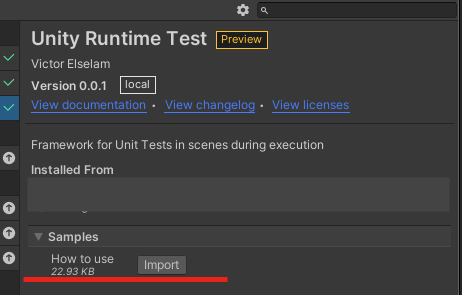 Unity Runtime Test Preview
Victor Elselam
Version 0.0.1 local
View documentation • View changelog • View licenses
Framework for Unit Tests in scenes during execution
Installed From
Samples
How to use Import
22.93 KB